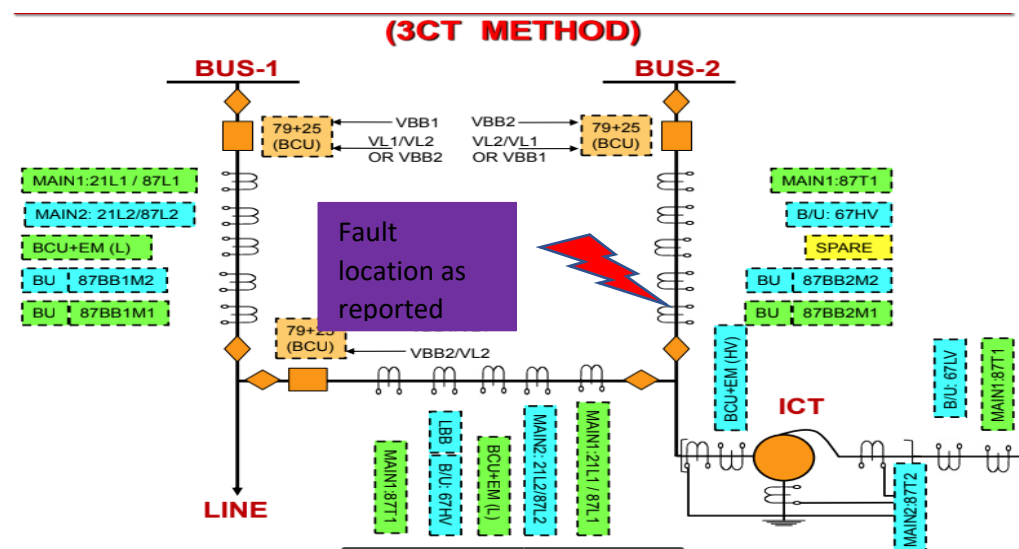 (3CT METHOD)
BUS-1
BUS-2
79+25
(BCU)
VBB1
VL1/VL2
OR VBB2
VBB2
VL2/VL1
OR VBB1
79+25
(BCU)
MAIN1:21L1 / 87L1
MAIN2: 21L2/87L2
BCU+EM (L)
BU 87BB1M2
BU 87BB1M1
Fault
location as
reported
MAIN1:87T1
B/U: 67HV
SPARE
BU 87BB2M2
BU 87BB2M1
79+25
(BCU)
VBB2/VL2
BCU+EM (HV)
B/U: 67LV
MAIN1:87T1
ICT
MAIN1:87T1
LBB B/U: 67HV
BCU+EM (L)
MAIN2: 21L2/87L2
MAIN1:21L1 / 87L1
MAIN2:87T2
LINE